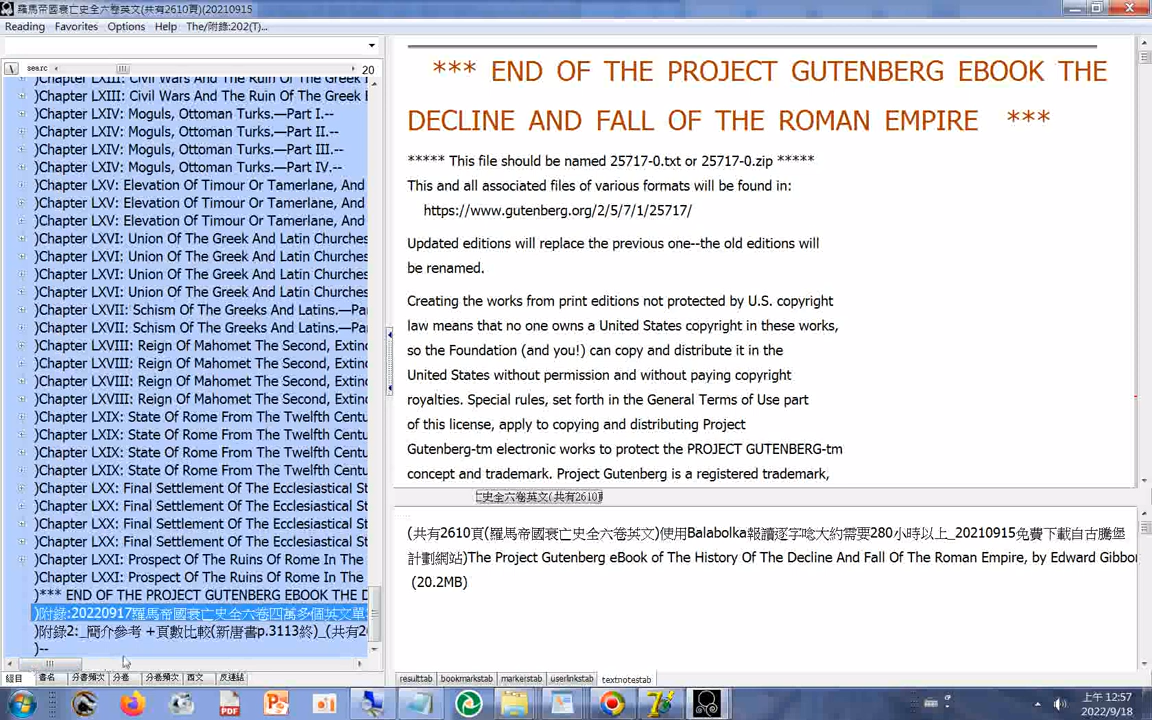 羅馬帝國衰亡史全六卷英文(共有2610頁)(20210915
Reading Favorites Options Help The/附錄:202(T)...
searc 20
)Chapter LXIII: Civil Wars And The Ruin Of The Greek E
)Chapter LXIII: Civil Wars And The Ruin Of The Greek E
)Chapter LXIV: Moguls, Ottoman Turks.—Part I.--
)Chapter LXIV: Moguls, Ottoman Turks.—Part II.--
)Chapter LXIV: Moguls, Ottoman Turks.—Part III.--
)Chapter LXIV: Moguls, Ottoman Turks.—Part IV.--
)Chapter LXV: Elevation Of Timour Or Tamerlane, And
)Chapter LXV: Elevation Of Timour Or Tamerlane, And
)Chapter LXV: Elevation Of Timour Or Tamerlane, And
)Chapter LXVI: Union Of The Greek And Latin Churches
)Chapter LXVI: Union Of The Greek And Latin Churches
)Chapter LXVI: Union Of The Greek And Latin Churches
)Chapter LXVI: Union Of The Greek And Latin Churches
)Chapter LXVII: Schism Of The Greeks And Latins.—Pa
)Chapter LXVII: Schism Of The Greeks And Latins.—Pa
)Chapter LXVIII: Reign Of Mahomet The Second, Extinc
)Chapter LXVIII: Reign Of Mahomet The Second, Extinc
)Chapter LXVIII: Reign Of Mahomet The Second, Extinc
)Chapter LXVIII: Reign Of Mahomet The Second, Extinc
)Chapter LXIX: State Of Rome From The Twelfth Centu
)Chapter LXIX: State Of Rome From The Twelfth Centu
)Chapter LXIX: State Of Rome From The Twelfth Centu
)Chapter LXIX: State Of Rome From The Twelfth Centu
)Chapter LXX: Final Settlement Of The Ecclesiastical St
)Chapter LXX: Final Settlement Of The Ecclesiastical St
)Chapter LXX: Final Settlement Of The Ecclesiastical St
)Chapter LXX: Final Settlement Of The Ecclesiastical St
)Chapter LXXI: Prospect Of The Ruins Of Rome In The
)Chapter LXXI: Prospect Of The Ruins Of Rome In The
)*** END OF THE PROJECT GUTENBERG EBOOK THE D
)附錄:20220917羅馬帝國衰亡史全六卷四萬多個英文單
)附錄2:_簡介參考 +頁數比較(新唐書p.3113終)_(共有2
)--
經目 書名 分書頻次 分卷 分卷頻次 西文 反連結
*** END OF THE PROJECT GUTENBERG EBOOK THE
DECLINE AND FALL OF THE ROMAN EMPIRE ***
***** This file should be named 25717-0.txt or 25717-0.zip *****
This and all associated files of various formats will be found in:
https://www.gutenberg.org/2/5/7/1/25717/
Updated editions will replace the previous one--the old editions will
be renamed.
Creating the works from print editions not protected by U.S. copyright
law means that no one owns a United States copyright in these works,
so the Foundation (and you!) can copy and distribute it in the
United States without permission and without paying copyright
royalties. Special rules, set forth in the General Terms of Use part
of this license, apply to copying and distributing Project
Gutenberg-tm electronic works to protect the PROJECT GUTENBERG-tm
concept and trademark. Project Gutenberg is a registered trademark,
亡史全六卷英文(共有2610頁
(共有2610頁(羅馬帝國衰亡史全六卷英文)使用Balabolka報讀逐字唸大約需要280小時以上_20210915免費下載自古騰堡
計劃網站)The Project Gutenberg eBook of The History Of The Decline And Fall Of The Roman Empire, by Edward Gibbon
(20.2MB)
resulttab bookmarkstab markerstab userlinkstab textnotestab
上午 12:57
2022/9/18